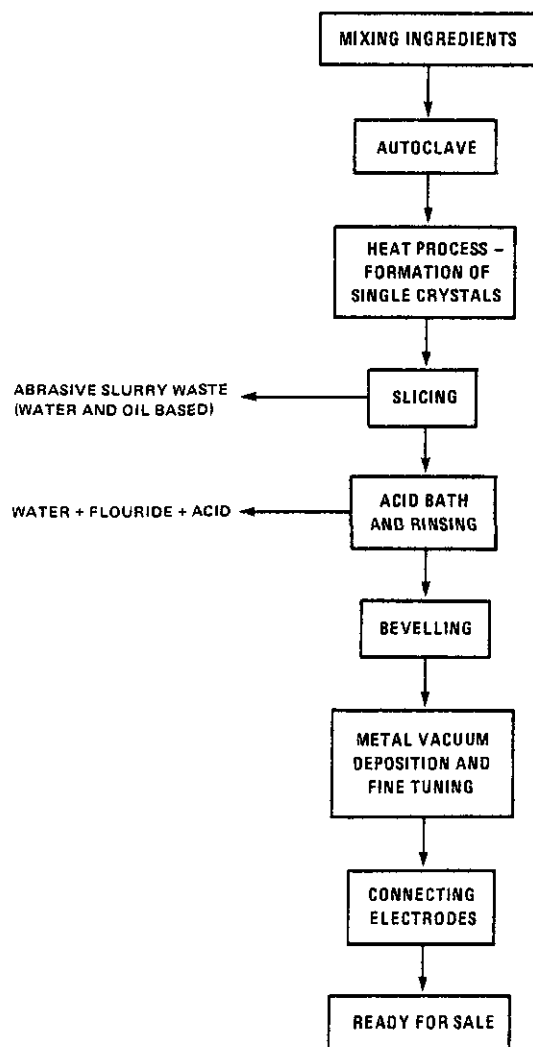 MIXING INGREDIENTS
AUTOCLAVE
HEAT PROCESS –
FORMATION OF
SINGLE CRYSTALS
ABRASIVE SLURRY WASTE
(WATER AND OIL BASED)
SLICING
WATER + FLOURIDE + ACID
ACID BATH
AND RINSING
BEVELLING
METAL VACUUM
DEPOSITION AND
FINE TUNING
CONNECTING
ELECTRODES
READY FOR SALE